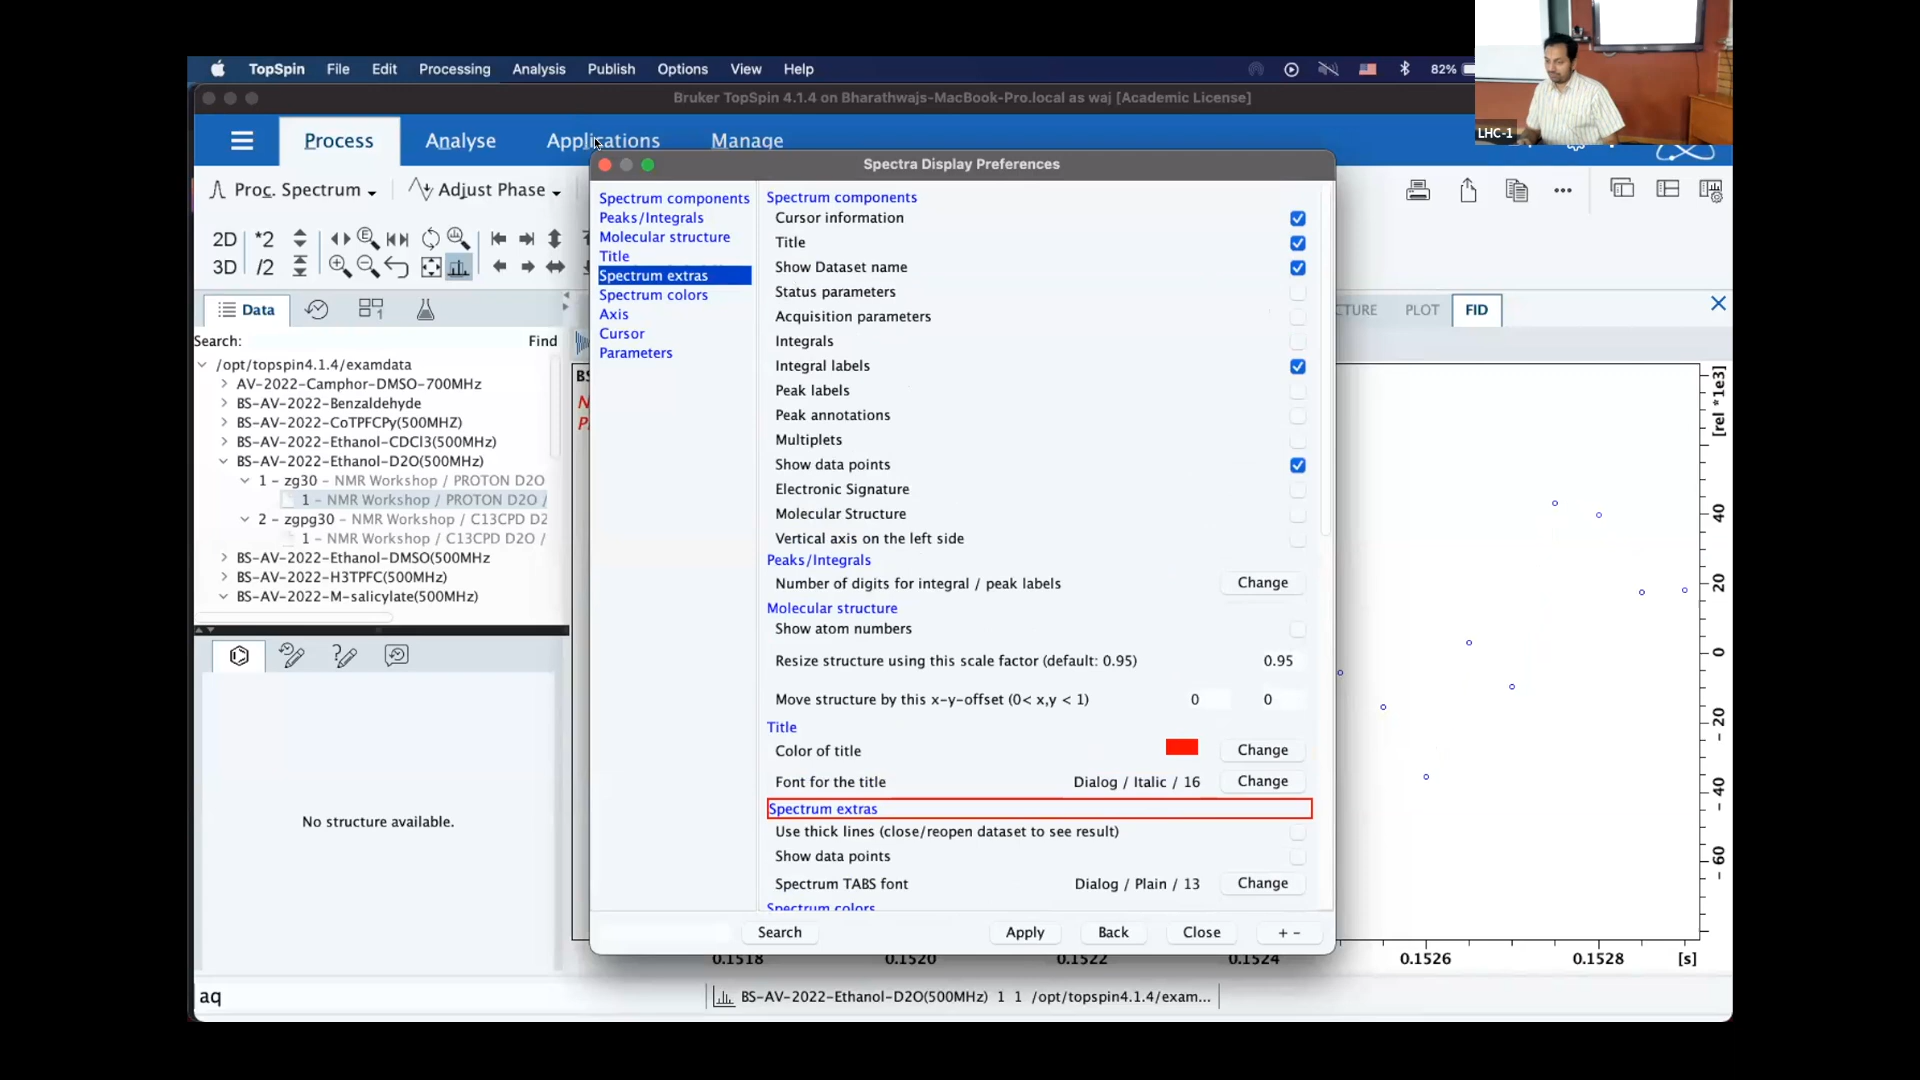 TopSpin File Edit Processing Analysis Publish Options View Help 82%
Bruker TopSpin 4.1.4 on Bharathwajs-MacBook-Pro.local as waj [Academic License]
LHC-1
Process Analyse Applications Manage
Spectra Display Preferences
Proc. Spectrum Adjust Phase
2D *2
3D /2
Data
Search: Find
/opt/topspin4.1.4/examdata
AV-2022-Camphor-DMSO-700MHz
BS-AV-2022-Benzaldehyde
BS-AV-2022-CoTPFCPy(500MHZ)
BS-AV-2022-Ethanol-CDCl3(500MHz)
BS-AV-2022-Ethanol-D2O(500MHz)
1 - zg30 - NMR Workshop / PROTON D2O
1 - NMR Workshop / PROTON D2O /
2 - zgpg30 - NMR Workshop / C13CPD D2
1 - NMR Workshop / C13CPD D2O /
BS-AV-2022-Ethanol-DMSO(500MHz
BS-AV-2022-H3TPFC(500MHz)
BS-AV-2022-M-salicylate(500MHz)
No structure available.
Spectrum components
Peaks/Integrals
Molecular structure
Title
Spectrum extras
Spectrum colors
Axis
Cursor
Parameters
Spectrum components
Cursor information
Title
Show Dataset name
Status parameters
Acquisition parameters
Integrals
Integral labels
Peak labels
Peak annotations
Multiplets
Show data points
Electronic Signature
Molecular Structure
Vertical axis on the left side
Peaks/Integrals
Number of digits for integral / peak labels Change
Molecular structure
Show atom numbers
Resize structure using this scale factor (default: 0.95) 0.95
Move structure by this x-y-offset (0< x,y < 1) 0 0
Title
Color of title Change
Font for the title Dialog / Italic / 16 Change
Spectrum extras
Use thick lines (close/reopen dataset to see result)
Show data points
Spectrum TABS font Dialog / Plain / 13 Change
Spectrum colors
Search Apply Back Close + -
CTURE PLOT FID
BS
N
P
[rel *1e3]
40
20
0
- 20
- 40
- 60
0.1518 0.1520 0.1522 0.1524 0.1526 0.1528 [s]
aq
BS-AV-2022-Ethanol-D2O(500MHz) 1 1 /opt/topspin4.1.4/exam...